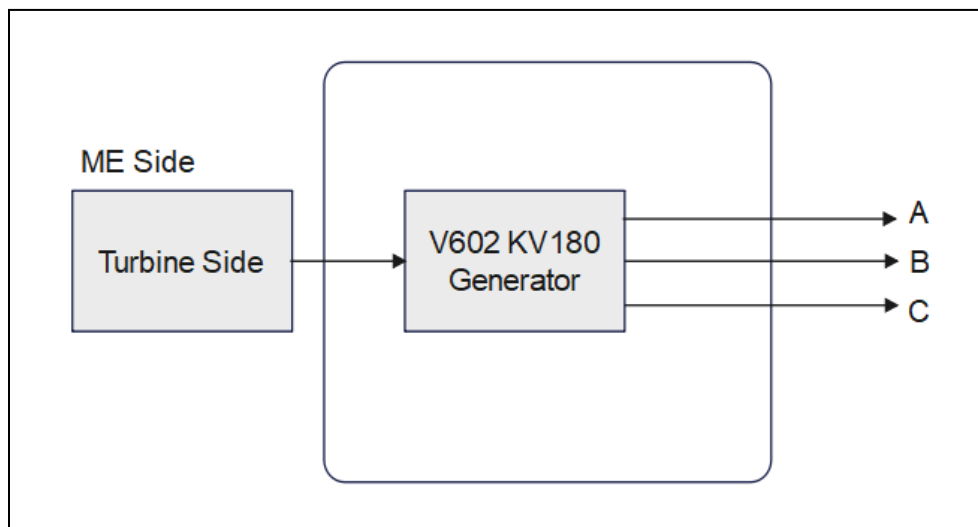 ME Side
Turbine Side
V602 KV180
Generator
A
B
C